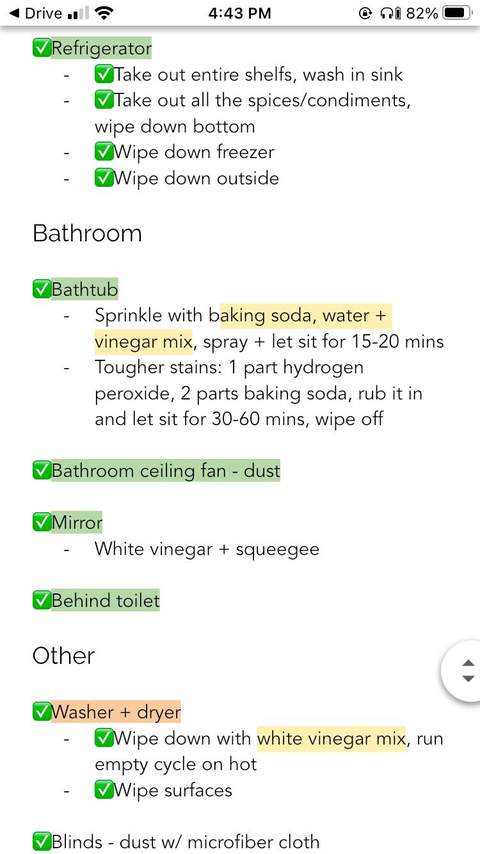 Drive 4:43 PM 82%
✅Refrigerator
- ✅Take out entire shelfs, wash in sink
- ✅Take out all the spices/condiments,
wipe down bottom
- ✅Wipe down freezer
- ✅Wipe down outside
Bathroom
✅Bathtub
- Sprinkle with baking soda, water +
vinegar mix, spray + let sit for 15-20 mins
- Tougher stains: 1 part hydrogen
peroxide, 2 parts baking soda, rub it in
and let sit for 30-60 mins, wipe off
✅Bathroom ceiling fan - dust
✅Mirror
- White vinegar + squeegee
✅Behind toilet
Other
✅Washer + dryer
- ✅Wipe down with white vinegar mix, run
empty cycle on hot
- ✅Wipe surfaces
✅Blinds - dust w/ microfiber cloth